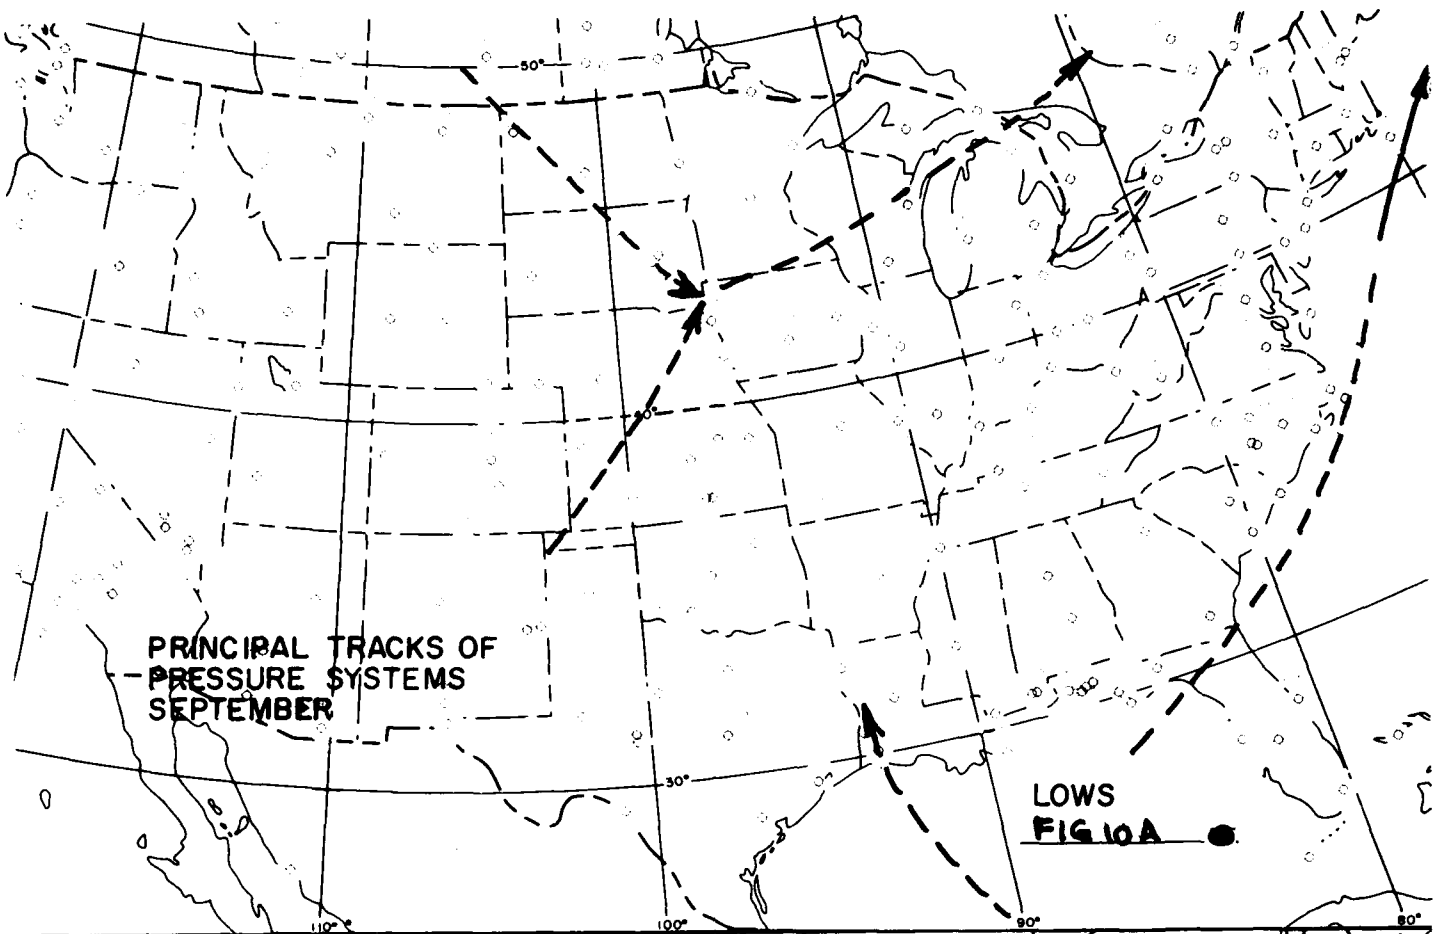 50°
40°
PRINCIPAL TRACKS OF
PRESSURE SYSTEMS
SEPTEMBER
30°
LOWS
FIG 10A
110°
100°
90°
80°